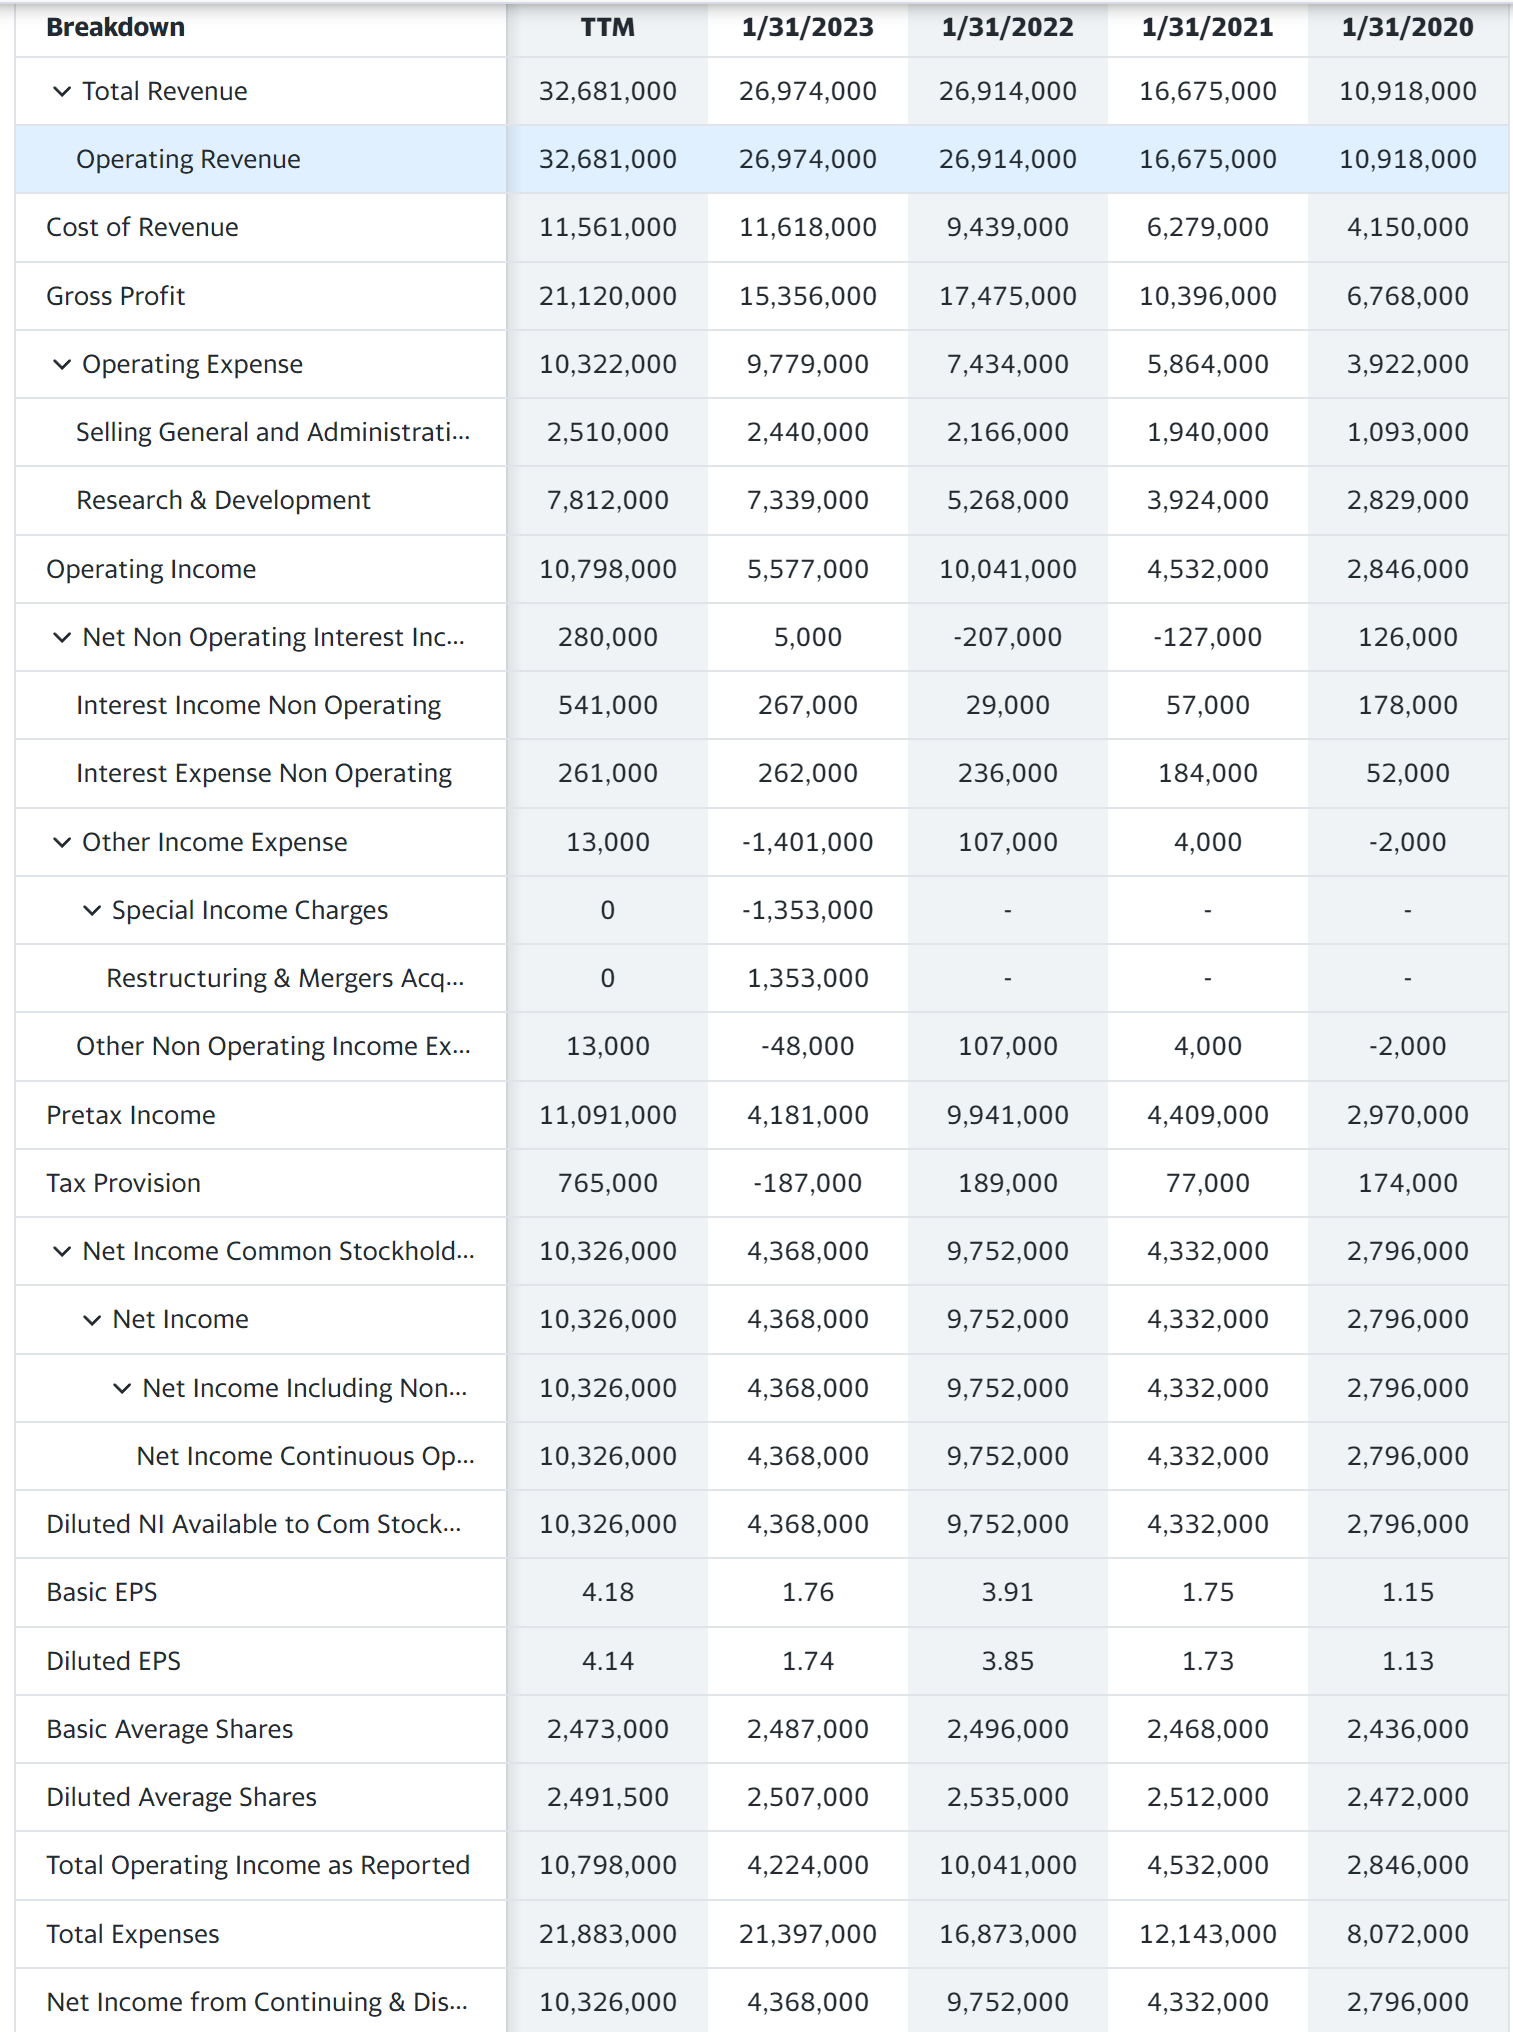 Breakdown TTM 1/31/2023 1/31/2022 1/31/2021 1/31/2020
Total Revenue 32,681,000 26,974,000 26,914,000 16,675,000 10,918,000
Operating Revenue 32,681,000 26,974,000 26,914,000 16,675,000 10,918,000
Cost of Revenue 11,561,000 11,618,000 9,439,000 6,279,000 4,150,000
Gross Profit 21,120,000 15,356,000 17,475,000 10,396,000 6,768,000
Operating Expense 10,322,000 9,779,000 7,434,000 5,864,000 3,922,000
Selling General and Administrati... 2,510,000 2,440,000 2,166,000 1,940,000 1,093,000
Research & Development 7,812,000 7,339,000 5,268,000 3,924,000 2,829,000
Operating Income 10,798,000 5,577,000 10,041,000 4,532,000 2,846,000
Net Non Operating Interest Inc... 280,000 5,000 -207,000 -127,000 126,000
Interest Income Non Operating 541,000 267,000 29,000 57,000 178,000
Interest Expense Non Operating 261,000 262,000 236,000 184,000 52,000
Other Income Expense 13,000 -1,401,000 107,000 4,000 -2,000
Special Income Charges 0 -1,353,000 - - -
Restructuring & Mergers Acq... 0 1,353,000 - - -
Other Non Operating Income Ex... 13,000 -48,000 107,000 4,000 -2,000
Pretax Income 11,091,000 4,181,000 9,941,000 4,409,000 2,970,000
Tax Provision 765,000 -187,000 189,000 77,000 174,000
Net Income Common Stockhold... 10,326,000 4,368,000 9,752,000 4,332,000 2,796,000
Net Income 10,326,000 4,368,000 9,752,000 4,332,000 2,796,000
Net Income Including Non... 10,326,000 4,368,000 9,752,000 4,332,000 2,796,000
Net Income Continuous Op... 10,326,000 4,368,000 9,752,000 4,332,000 2,796,000
Diluted NI Available to Com Stock... 10,326,000 4,368,000 9,752,000 4,332,000 2,796,000
Basic EPS 4.18 1.76 3.91 1.75 1.15
Diluted EPS 4.14 1.74 3.85 1.73 1.13
Basic Average Shares 2,473,000 2,487,000 2,496,000 2,468,000 2,436,000
Diluted Average Shares 2,491,500 2,507,000 2,535,000 2,512,000 2,472,000
Total Operating Income as Reported 10,798,000 4,224,000 10,041,000 4,532,000 2,846,000
Total Expenses 21,883,000 21,397,000 16,873,000 12,143,000 8,072,000
Net Income from Continuing & Dis... 10,326,000 4,368,000 9,752,000 4,332,000 2,796,000